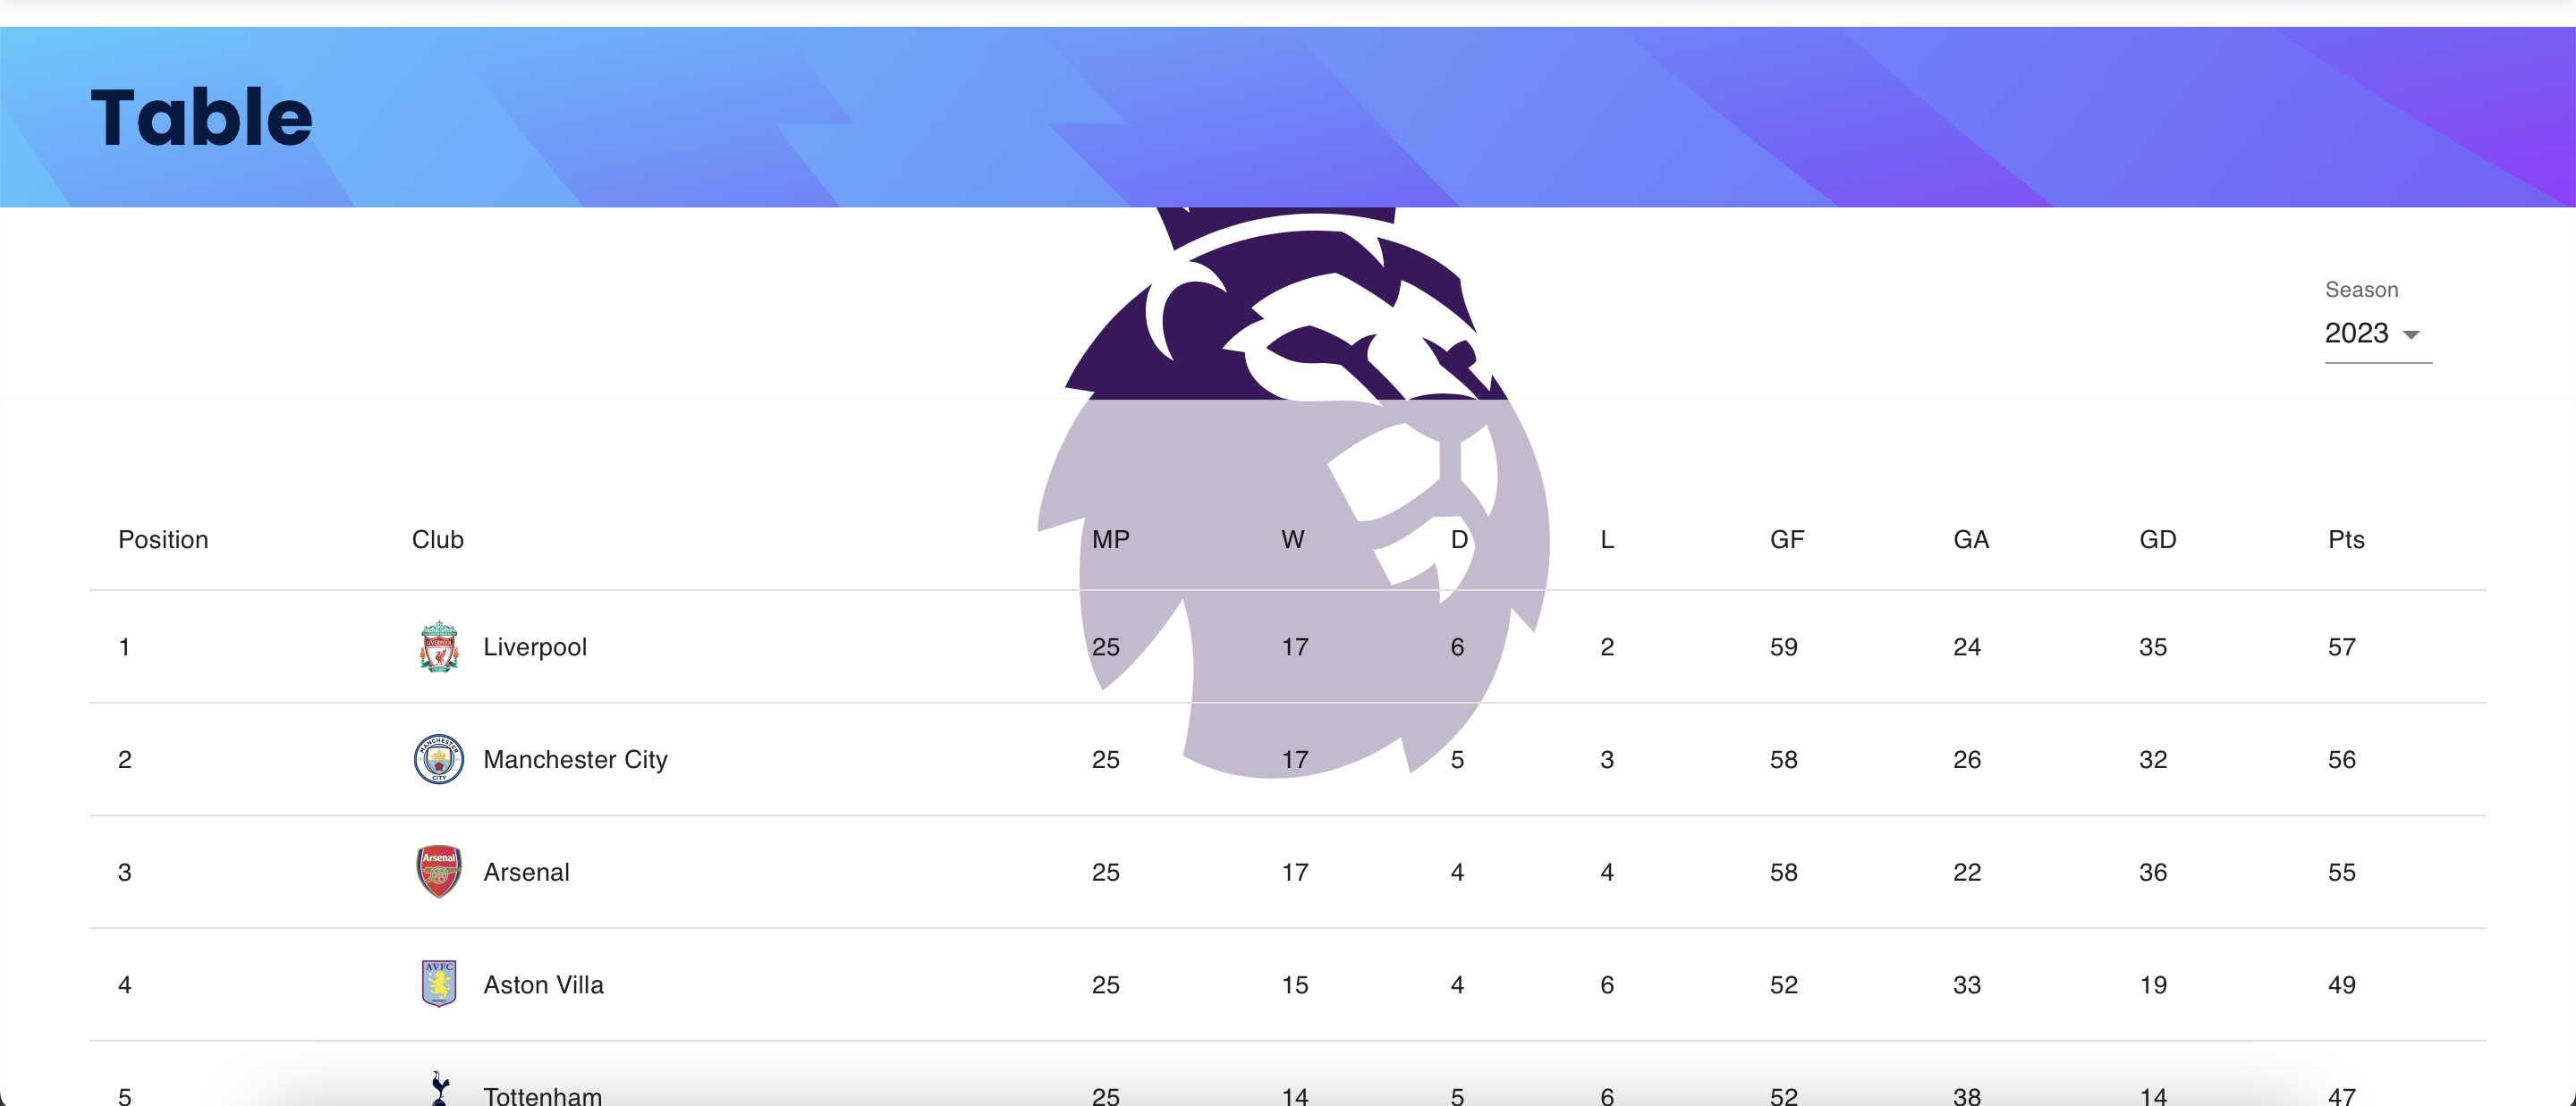 Table
Season
2023
Position Club MP W D L GF GA GD Pts
1 Liverpool 25 17 6 2 59 24 35 57
2 Manchester City 25 17 5 3 58 26 32 56
3 Arsenal 25 17 4 4 58 22 36 55
4 Aston Villa 25 15 4 6 52 33 19 49
5 Tottenham 25 14 5 6 52 38 14 47